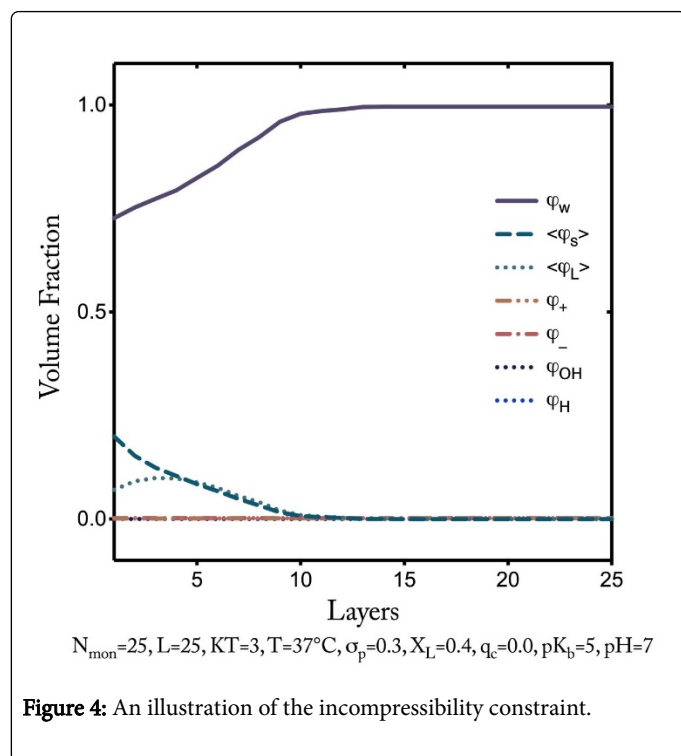 1.0
0.5
0.0
Volume Fraction
φw
<φs>
<φL>
φ+
φ_
φOH
φH
5 10 15 20 25
Layers
Nmon=25, L=25, KT=3, T=37°C, σp=0.3, XL=0.4, qc=0.0, pKb=5, pH=7
Figure 4: An illustration of the incompressibility constraint.